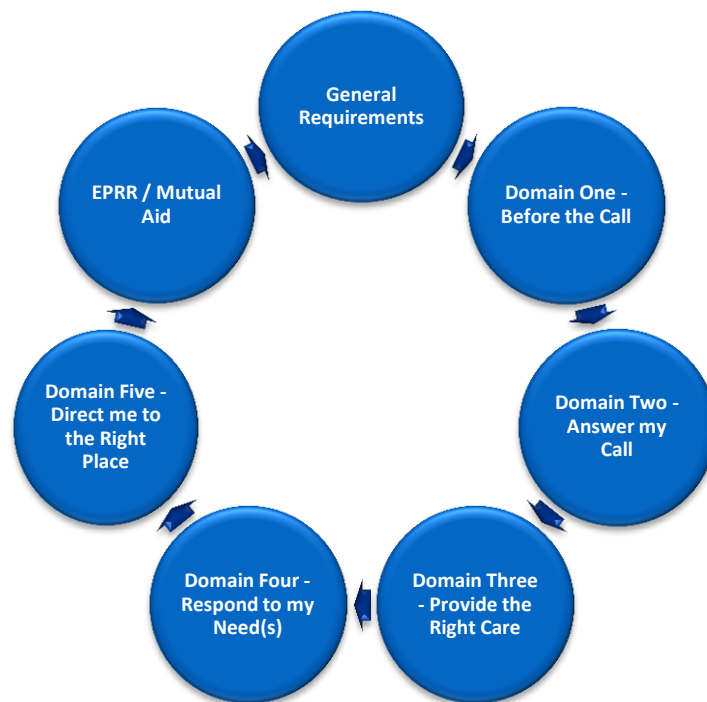 General
Requirements
Domain One -
Before the Call
Domain Two -
Answer my
Call
Domain Three
- Provide the
Right Care
Domain Four -
Respond to my
Need(s)
Domain Five -
Direct me to
the Right
Place
EPRR / Mutual
Aid